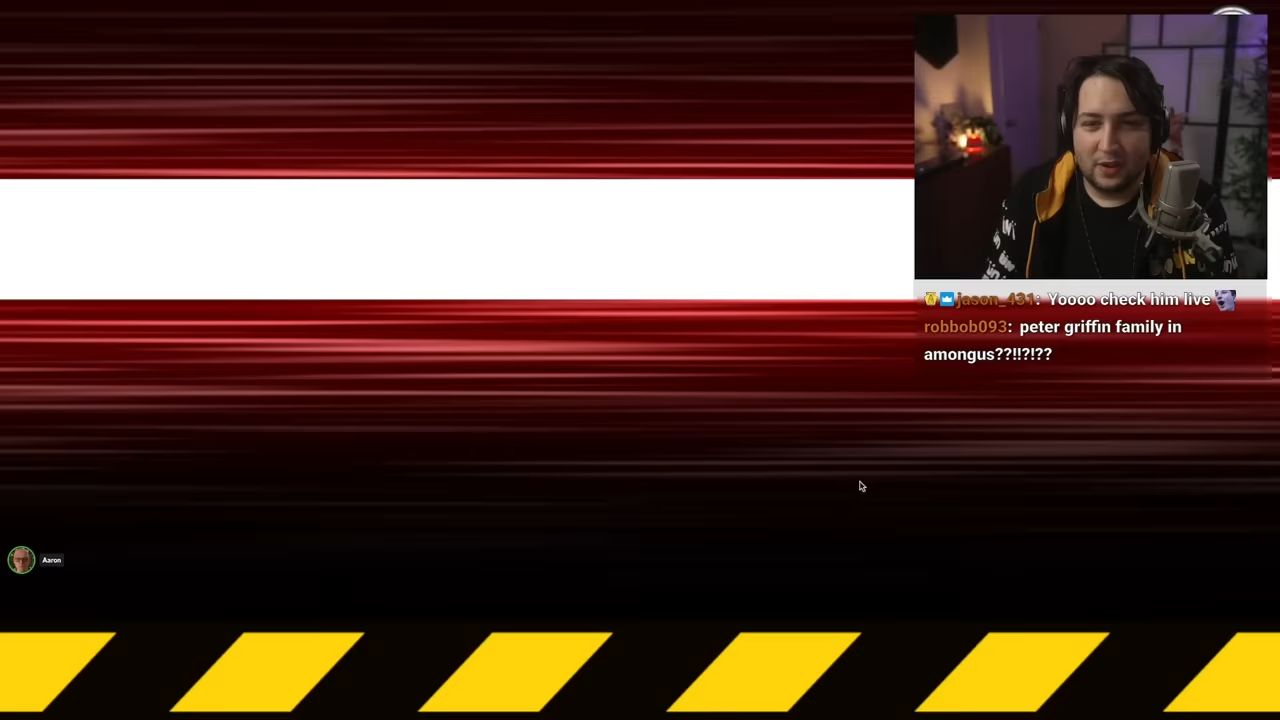 jason_431: Yoooo check him live
robbob093: peter griffin family in
amongus??!!?!??
Aaron